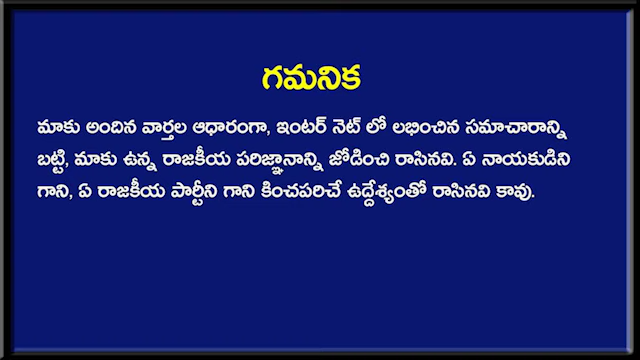 గమనిక
మాకు అందిన వార్తల ఆధారంగా, ఇంటర్ నెట్ లో లభించిన సమాచారాన్ని
బట్టి, మాకు ఉన్న రాజకీయ పరిజ్ఞానాన్ని జోడించి రాసినవి. ఏ నాయకుడిని
గాని, ఏ రాజకీయ పార్టీని గాని కించపరిచే ఉద్దేశ్యంతో రాసినవి కావు.